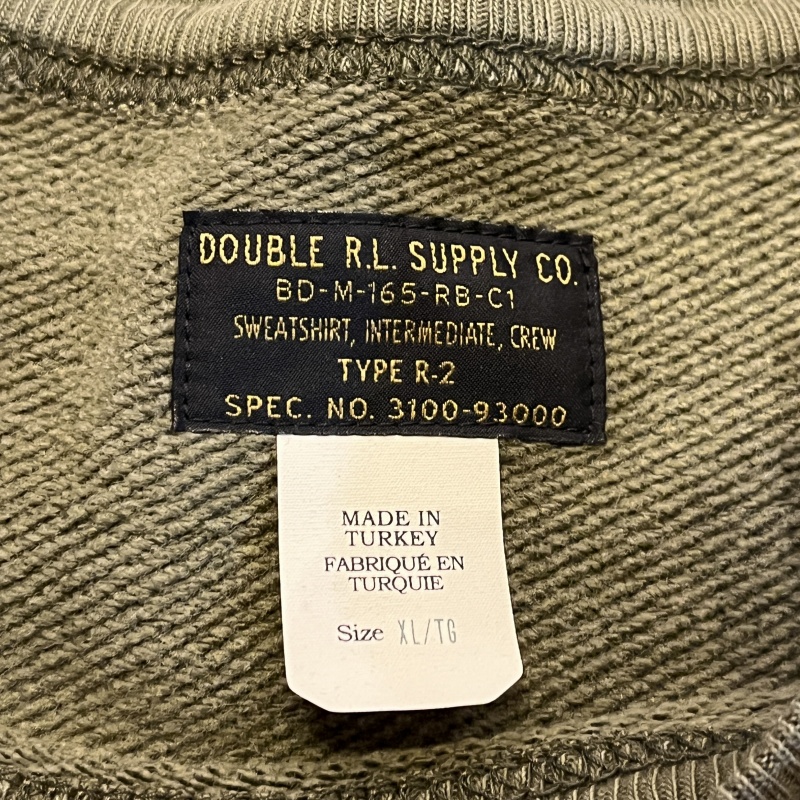 DOUBLE R.L. SUPPLY CO.
BD-M-165-RB-C1
SWEATSHIRT, INTERMEDIATE, CREW
TYPE R-2
SPEC. NO. 3100-93000
MADE IN
TURKEY
FABRIQUÉ EN
TURQUIE
Size XL/TG